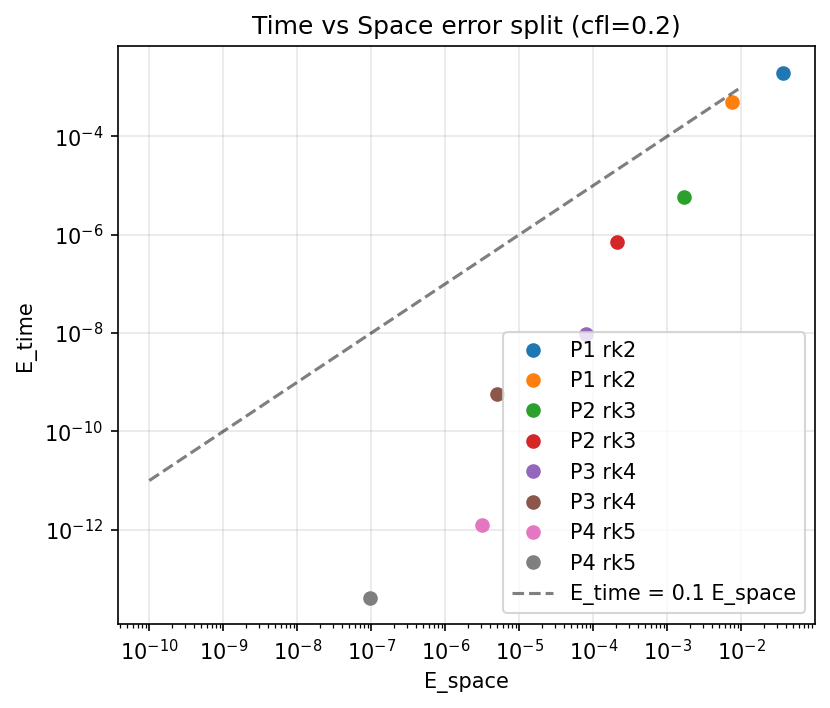 Time vs Space error split (cfl=0.2)
E_time
10⁻⁴
10⁻⁶
10⁻⁸
10⁻¹⁰
10⁻¹²
P1 rk2
P1 rk2
P2 rk3
P2 rk3
P3 rk4
P3 rk4
P4 rk5
P4 rk5
E_time = 0.1 E_space
10⁻¹⁰ 10⁻⁹ 10⁻⁸ 10⁻⁷ 10⁻⁶ 10⁻⁵ 10⁻⁴ 10⁻³ 10⁻²
E_space